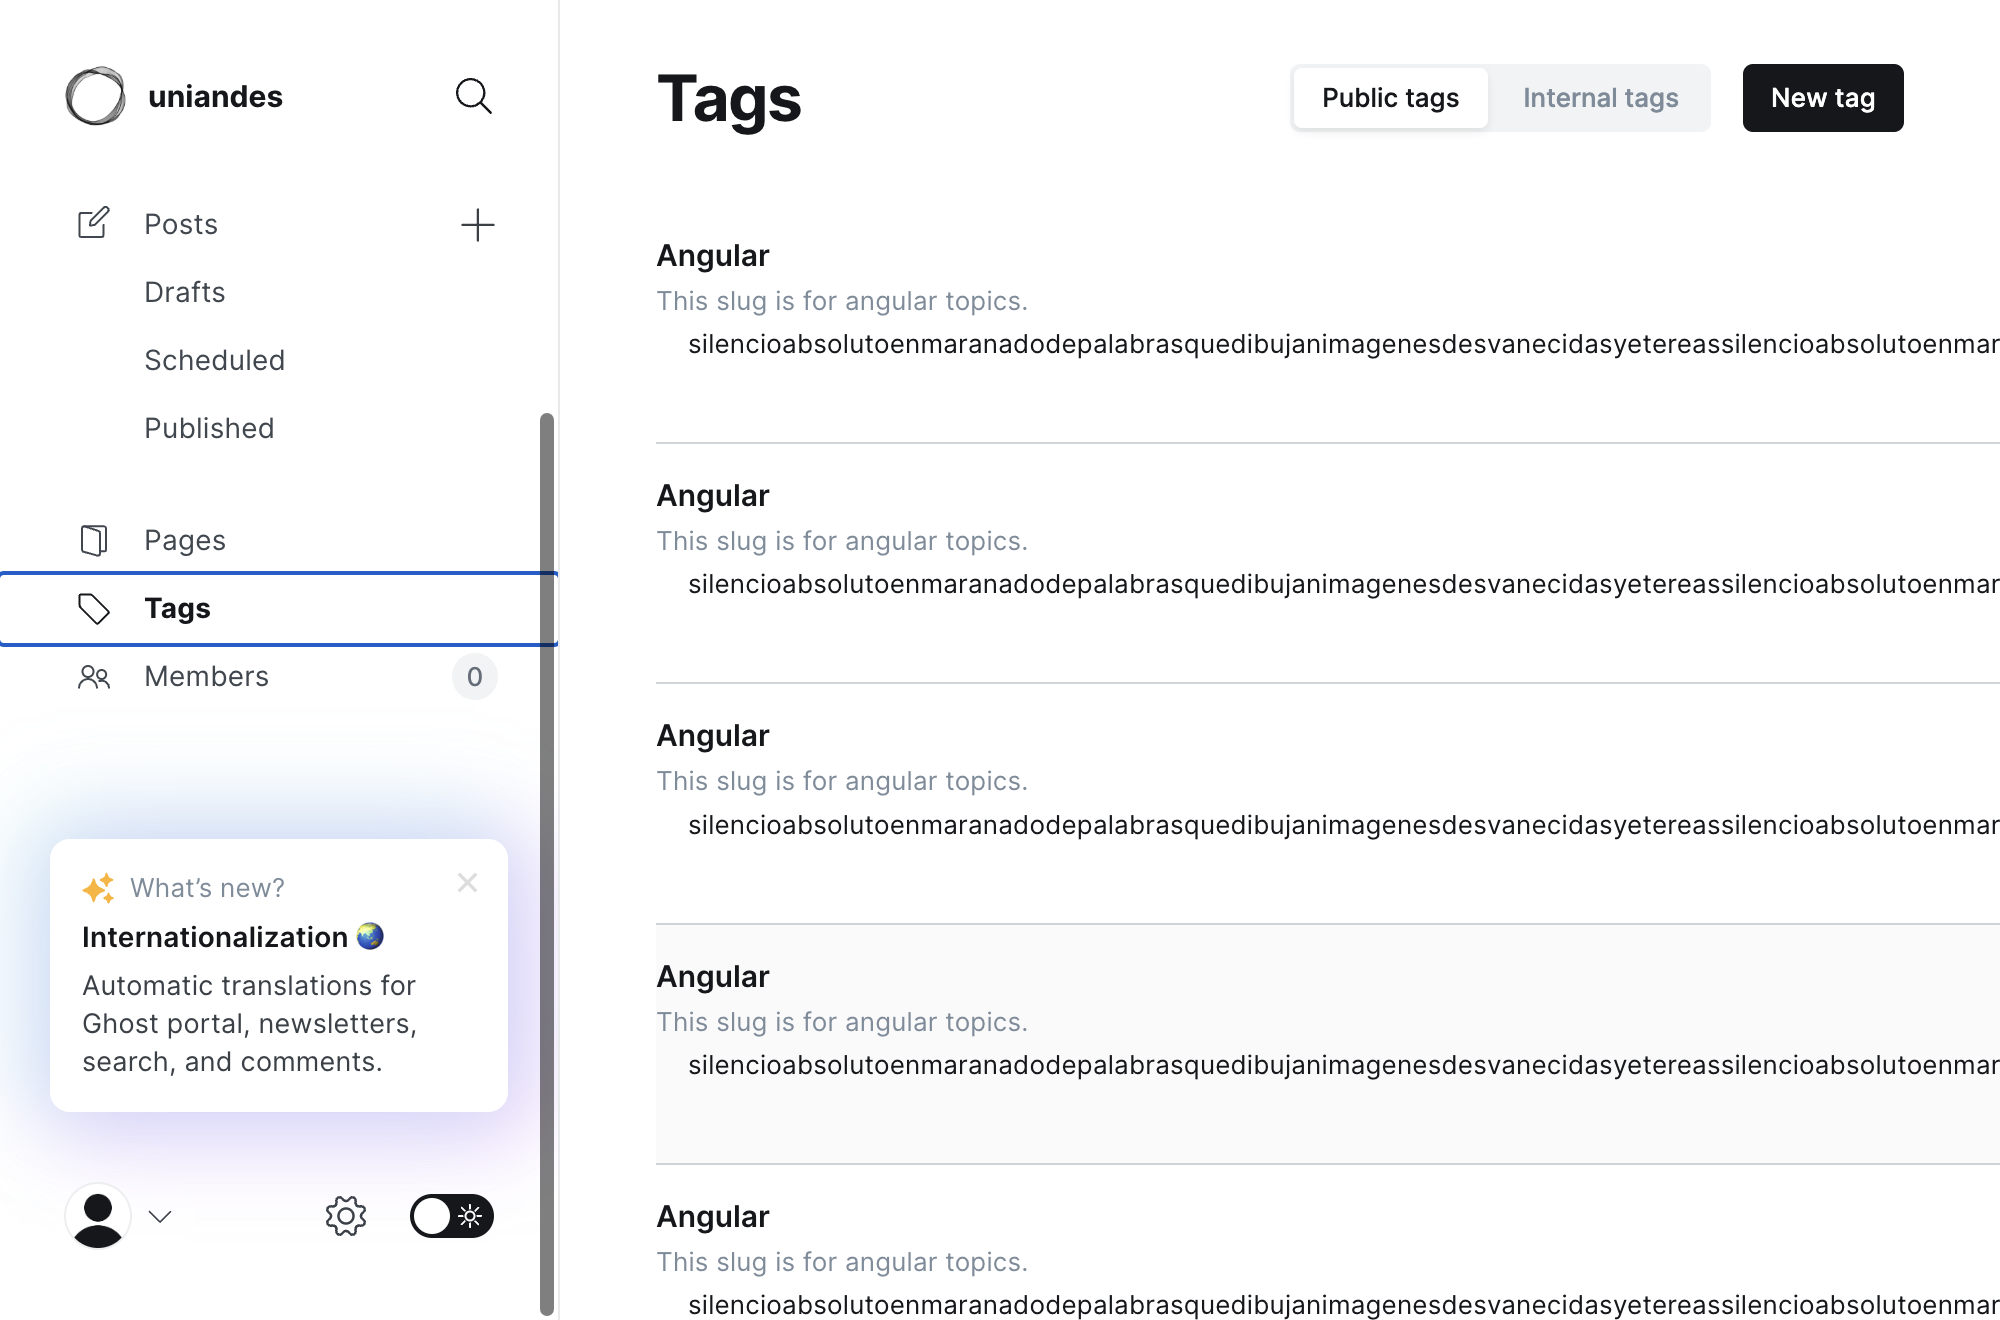 uniandes
Posts
Drafts
Scheduled
Published
Pages
Tags
Members
0
What's new?
Internationalization
Automatic translations for
Ghost portal, newsletters,
search, and comments.
Tags
Public tags
Internal tags
New tag
Angular
This slug is for angular topics.
silencioabsolutoenmaranadodepalabrasquedibujanimagenesdesvanecidasyetereassilencioabsolutoenmar
Angular
This slug is for angular topics.
silencioabsolutoenmaranadodepalabrasquedibujanimagenesdesvanecidasyetereassilencioabsolutoenmar
Angular
This slug is for angular topics.
silencioabsolutoenmaranadodepalabrasquedibujanimagenesdesvanecidasyetereassilencioabsolutoenmar
Angular
This slug is for angular topics.
silencioabsolutoenmaranadodepalabrasquedibujanimagenesdesvanecidasyetereassilencioabsolutoenmar
Angular
This slug is for angular topics.
silencioabsolutoenmaranadodepalabrasquedibujanimagenesdesvanecidasyetereassilencioabsolutoenmar